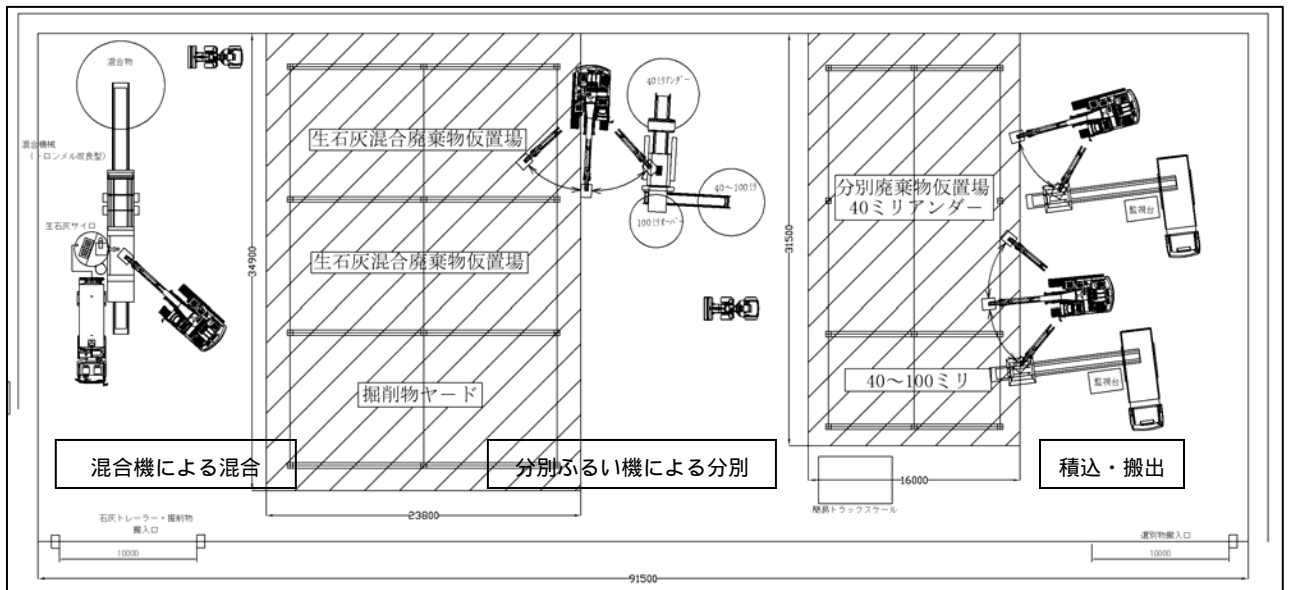 混合物
混合機械
(トロンメル改良型)
生石灰サイロ
34900
生石灰混合廃棄物仮置場
生石灰混合廃棄物仮置場
掘削物ヤード
40ミリアンダー
40~100ミリ
100ミリオーバー
31500
分別廃棄物仮置場
40ミリアンダー
40~100ミリ
監視台
監視台
混合機による混合
分別ふるい機による分別
積込・搬出
16000
簡易トラックスケール
23800
石灰トレーラー・掘削物
搬入口
10000
選別物搬入口
10000
91500